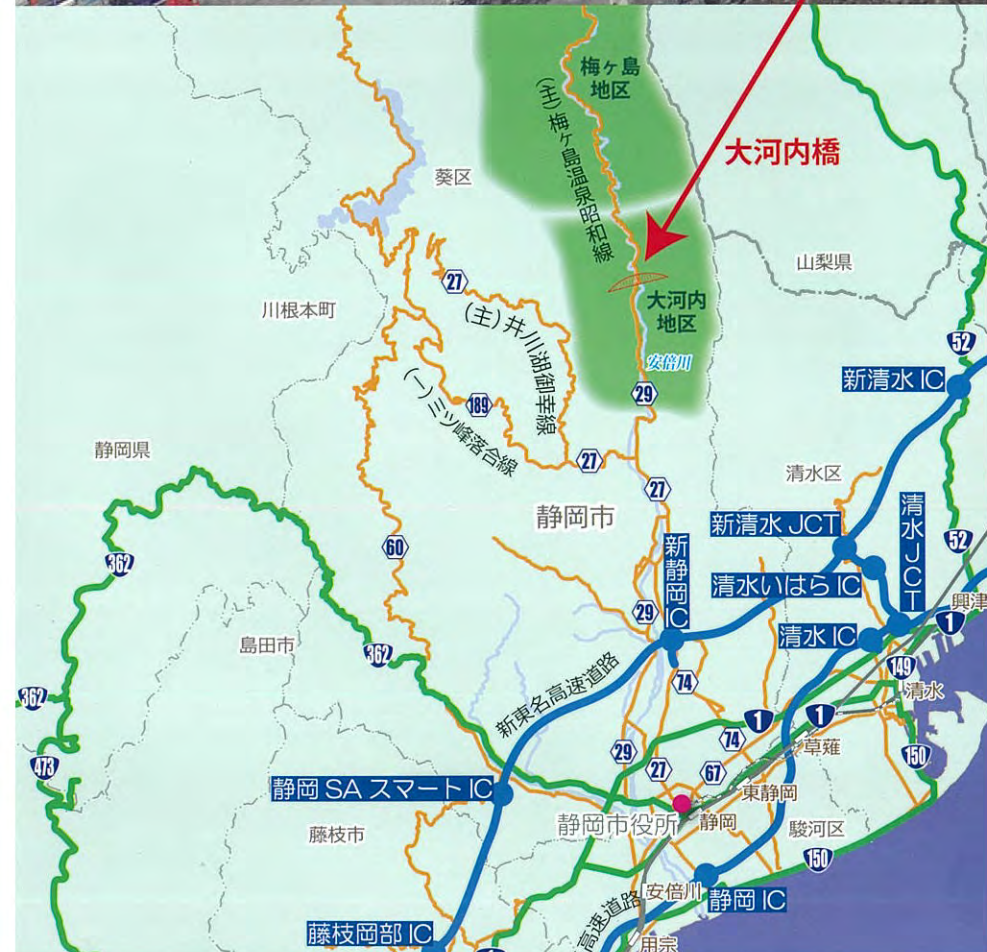 梅ヶ島
地区
(主)梅ヶ島温泉昭和線
大河内橋
葵区
山梨県
27
川根本町
(主)井川湖御幸線
大河内
地区
安倍川
52
新清水 IC
29
(一)三ツ峰落合線
189
静岡県
27
清水区
27
静岡市
新清水 JCT
清水JCT
52
60
新静岡IC
362
清水いはら IC
興津
29
清水 IC
1
島田市
362
149
74
清水
362
新東名高速道路
1
1
473
29
74
草薙
150
27
67
静岡 SA スマート IC
東静岡
静岡市役所
静岡
駿河区
藤枝市
150
安倍川
静岡 IC
高速道路
藤枝岡部 IC
用宗